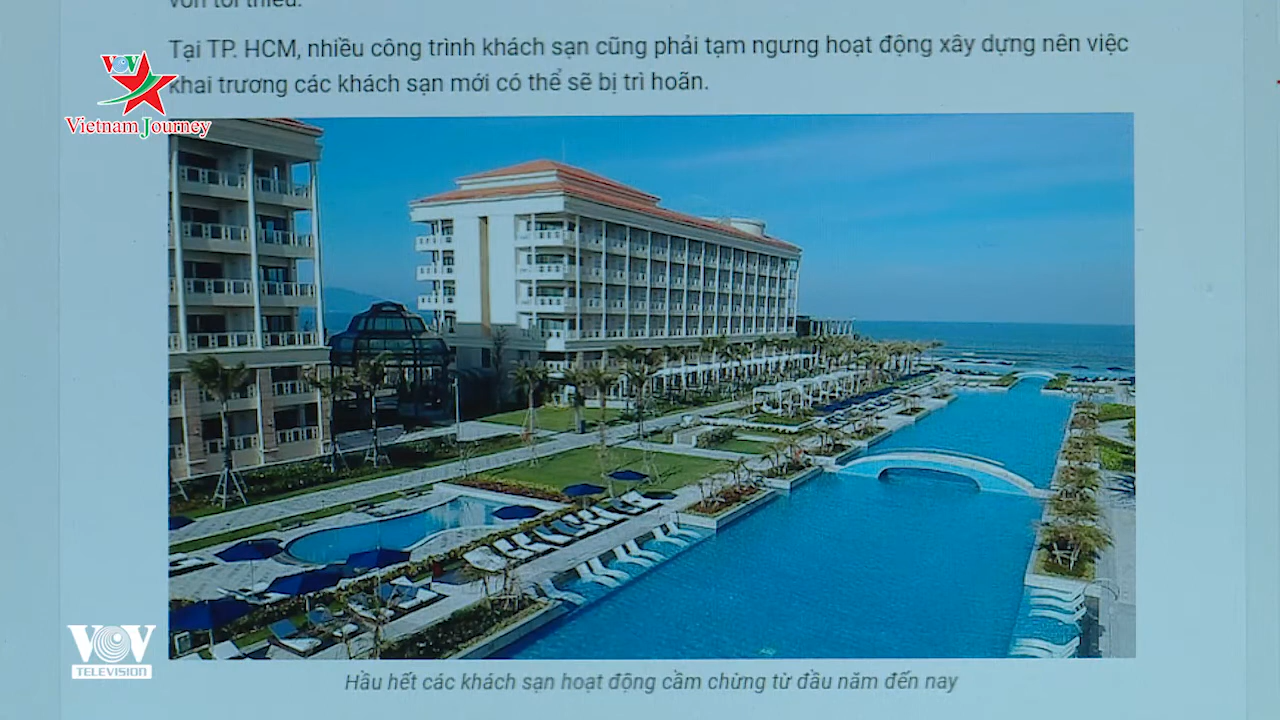 vốn tối thiểu.
Tại TP. HCM, nhiều công trình khách sạn cũng phải tạm ngưng hoạt động xây dựng nên việc
khai trương các khách sạn mới có thể sẽ bị trì hoãn.
VOV
Vietnam Journey
VOV
TELEVISION
Hầu hết các khách sạn hoạt động cầm chừng từ đầu năm đến nay